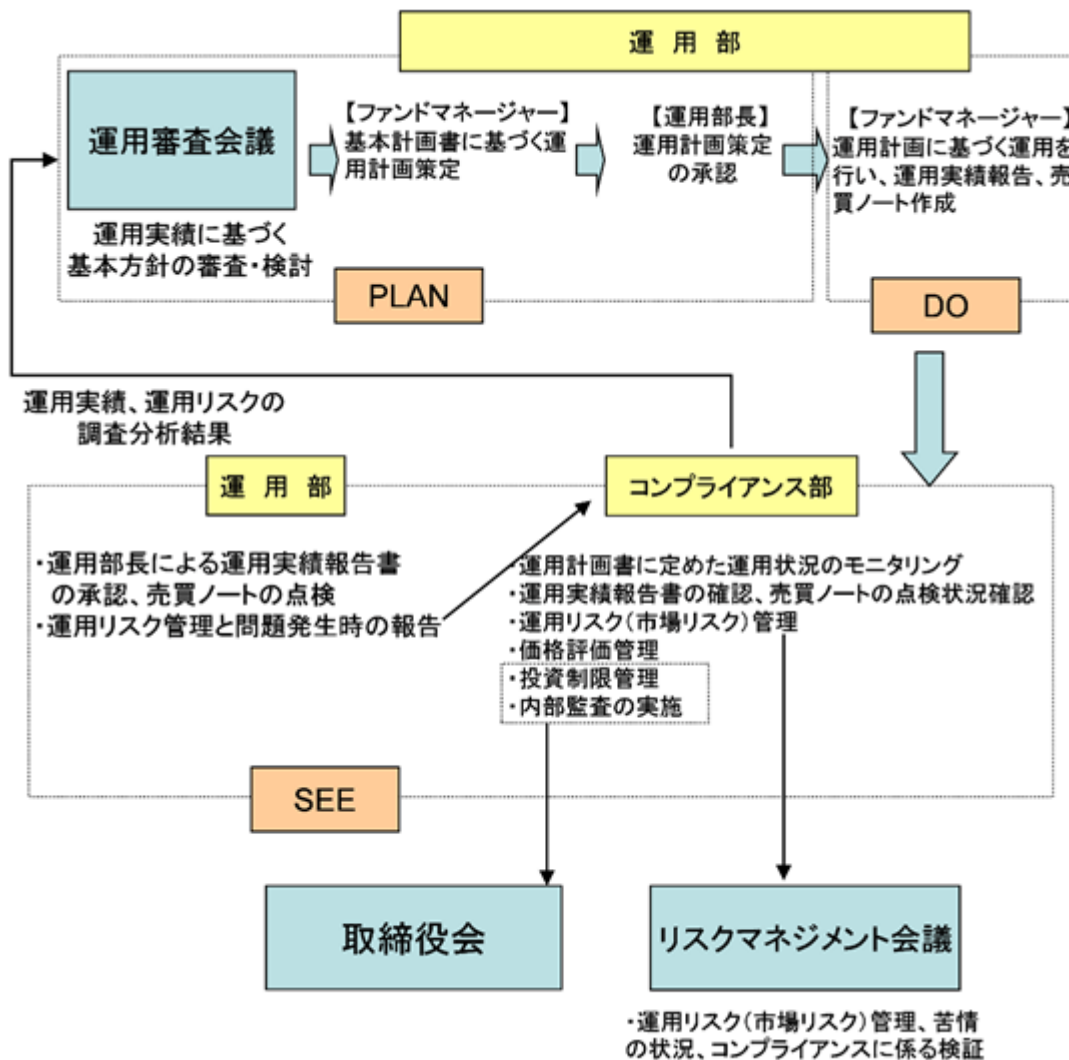 運 用 部
運用審査会議
運用実績に基づく
基本方針の審査・検討
【ファンドマネージャー】
基本計画書に基づく運
用計画策定
【運用部長】
運用計画策定
の承認
【ファンドマネージャー】
運用計画に基づく運用を
行い、運用実績報告、売
買ノート作成
PLAN
DO
運用実績、運用リスクの
調査分析結果
運 用 部
コンプライアンス部
・運用部長による運用実績報告書
の承認、売買ノートの点検
・運用リスク管理と問題発生時の報告
・運用計画書に定めた運用状況のモニタリング
・運用実績報告書の確認、売買ノートの点検状況確認
・運用リスク(市場リスク)管理
・価格評価管理
・投資制限管理
・内部監査の実施
SEE
取締役会
リスクマネジメント会議
・運用リスク(市場リスク)管理、苦情
の状況、コンプライアンスに係る検証